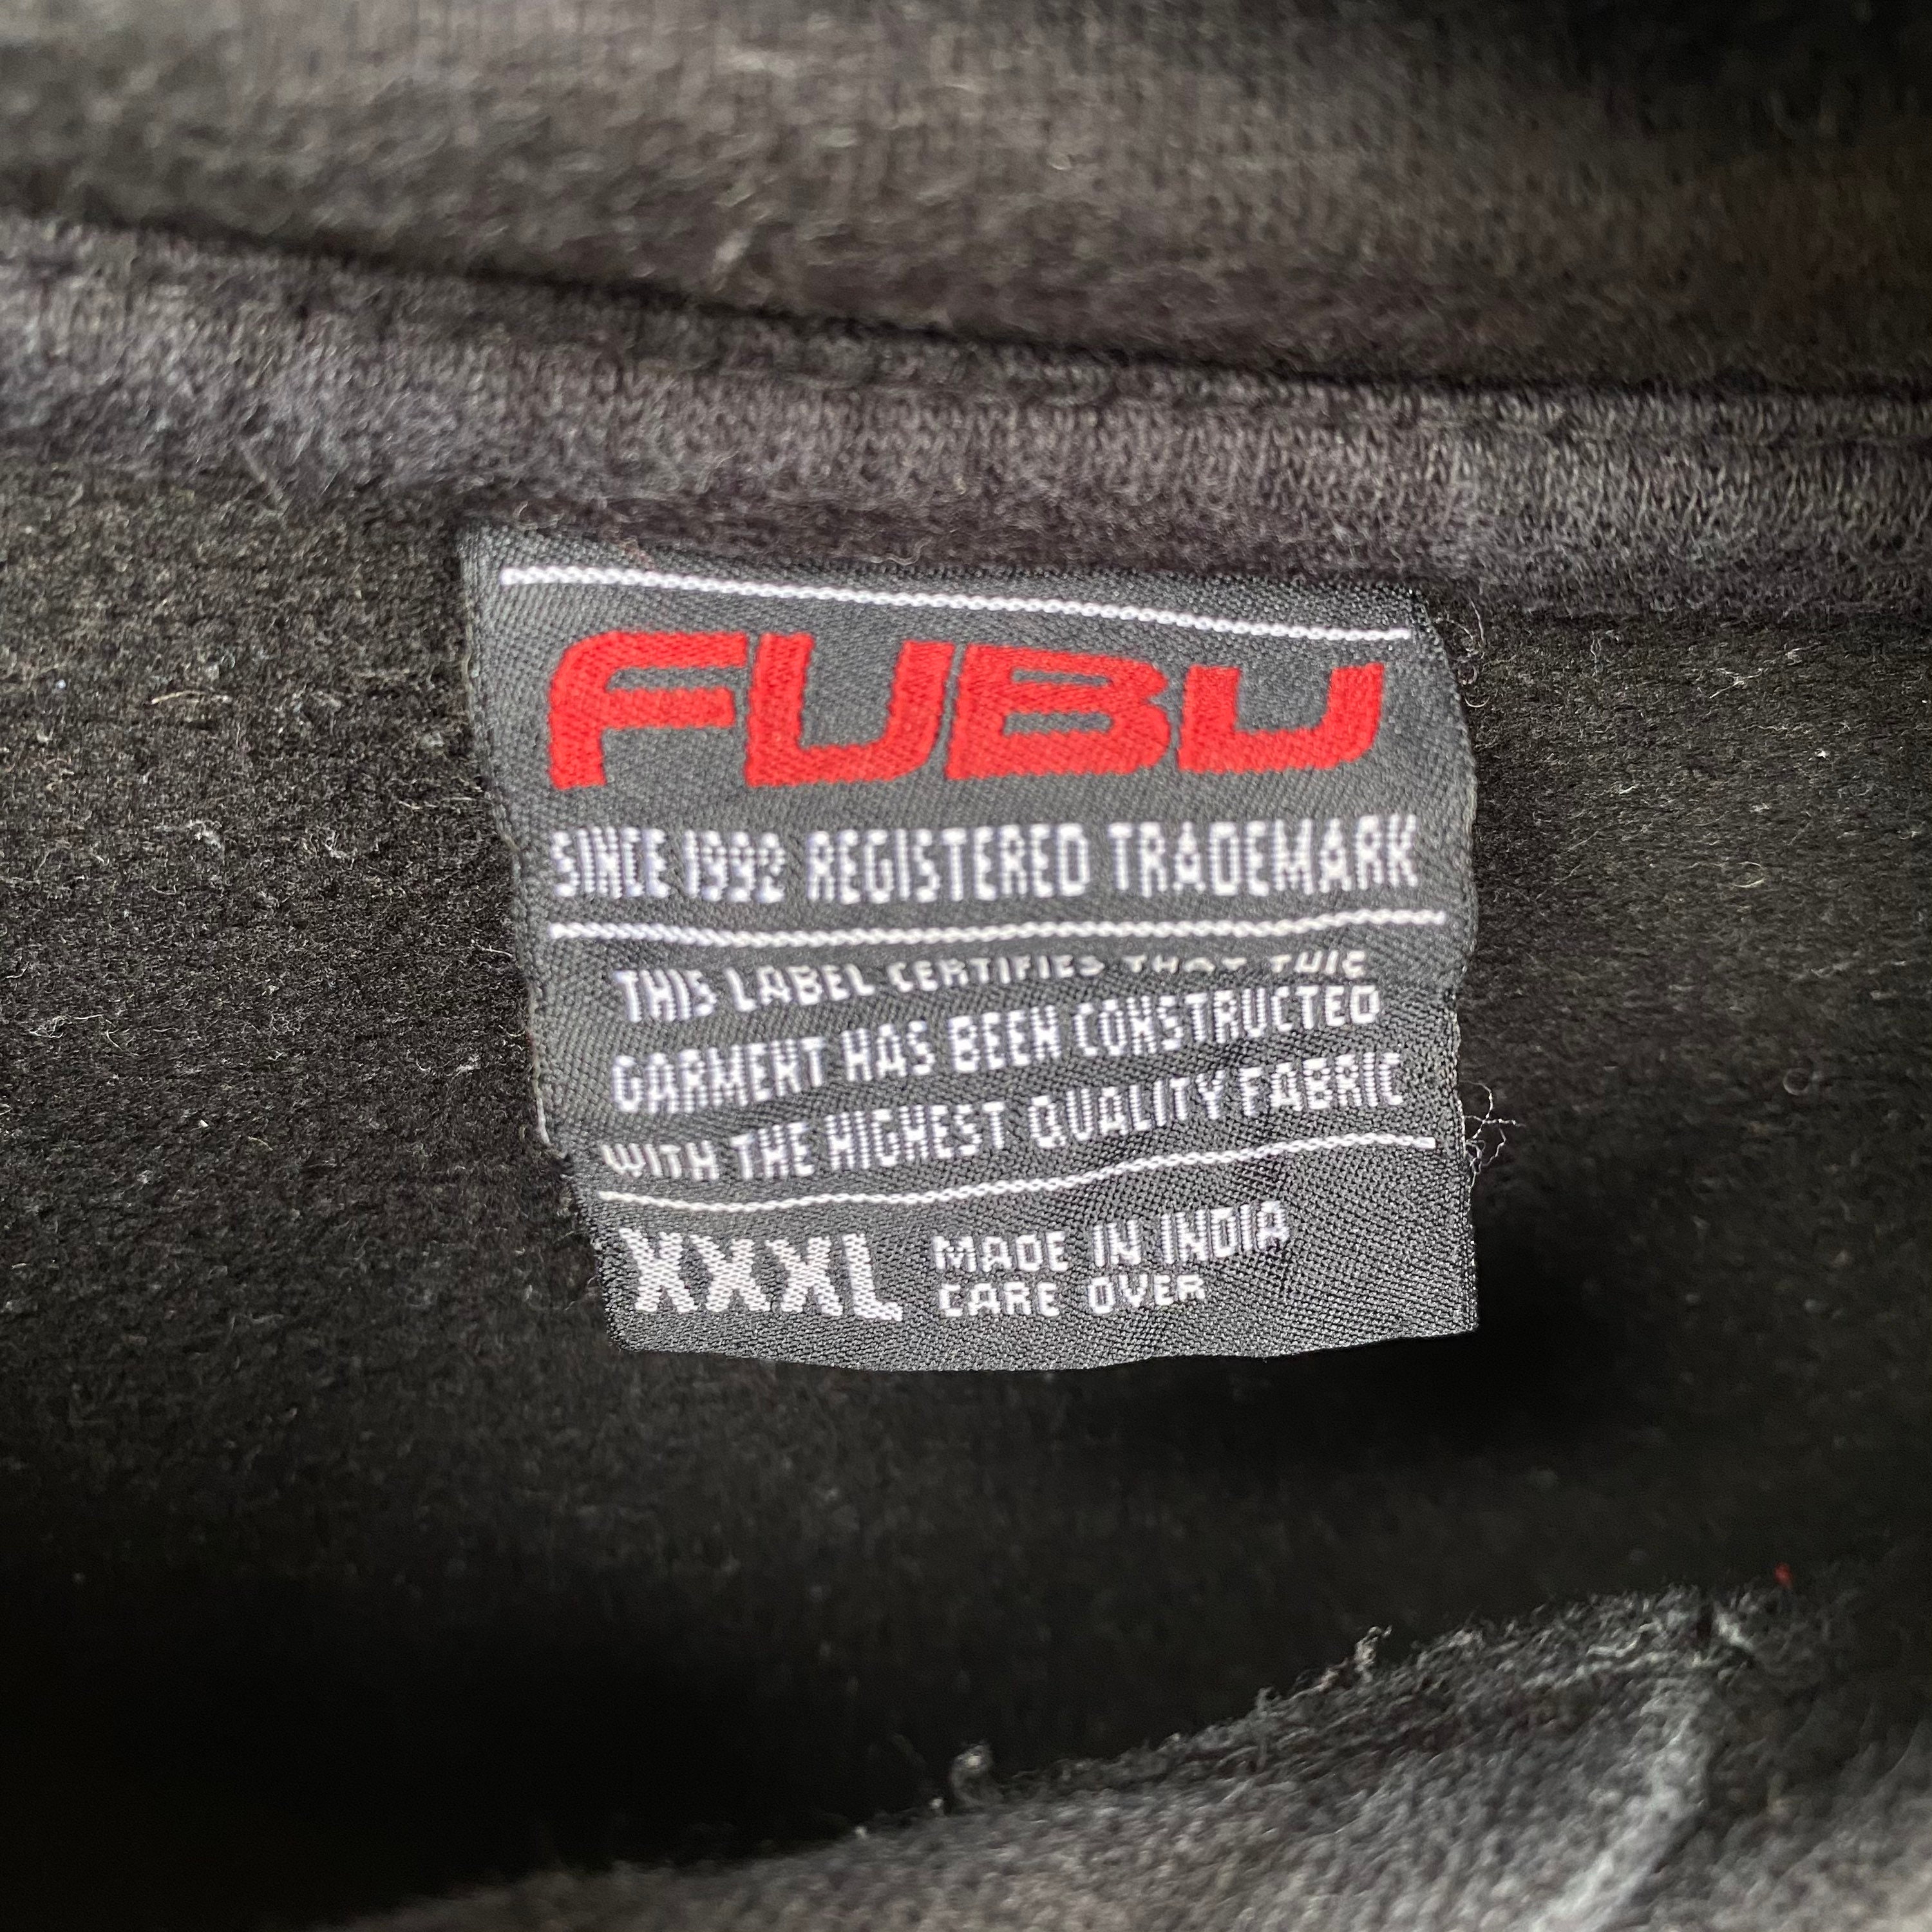 FUBU
SINCE 1992 REGISTERED TRADEMARK
THIS LABEL CERTIFIES THAT THIS
GARMENT HAS BEEN CONSTRUCTED
WITH THE HIGHEST QUALITY FABRIC
XXXL MADE IN INDIA
CARE OVER